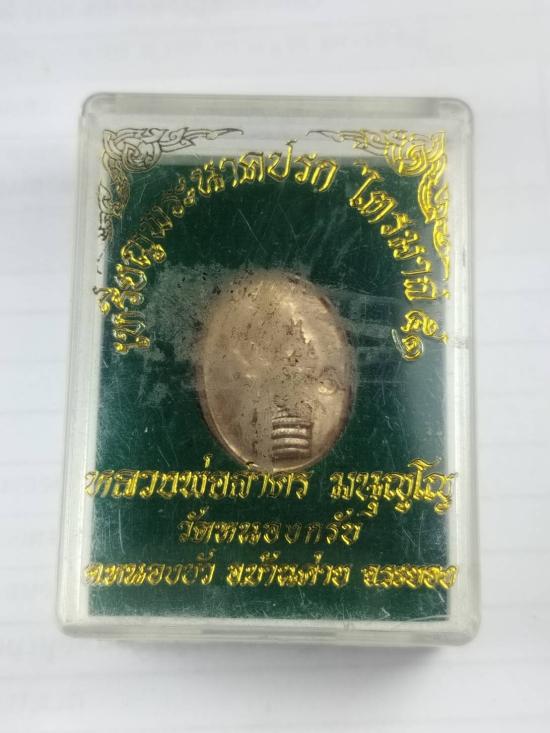 เหรียญพระนาคปรก ไตรมาส ๕๑
หลวงพ่อสาคร มนุญฺโญ
วัดหนองกรับ
ต.หนองบัว อ.บ้านค่าย จ.ระยอง